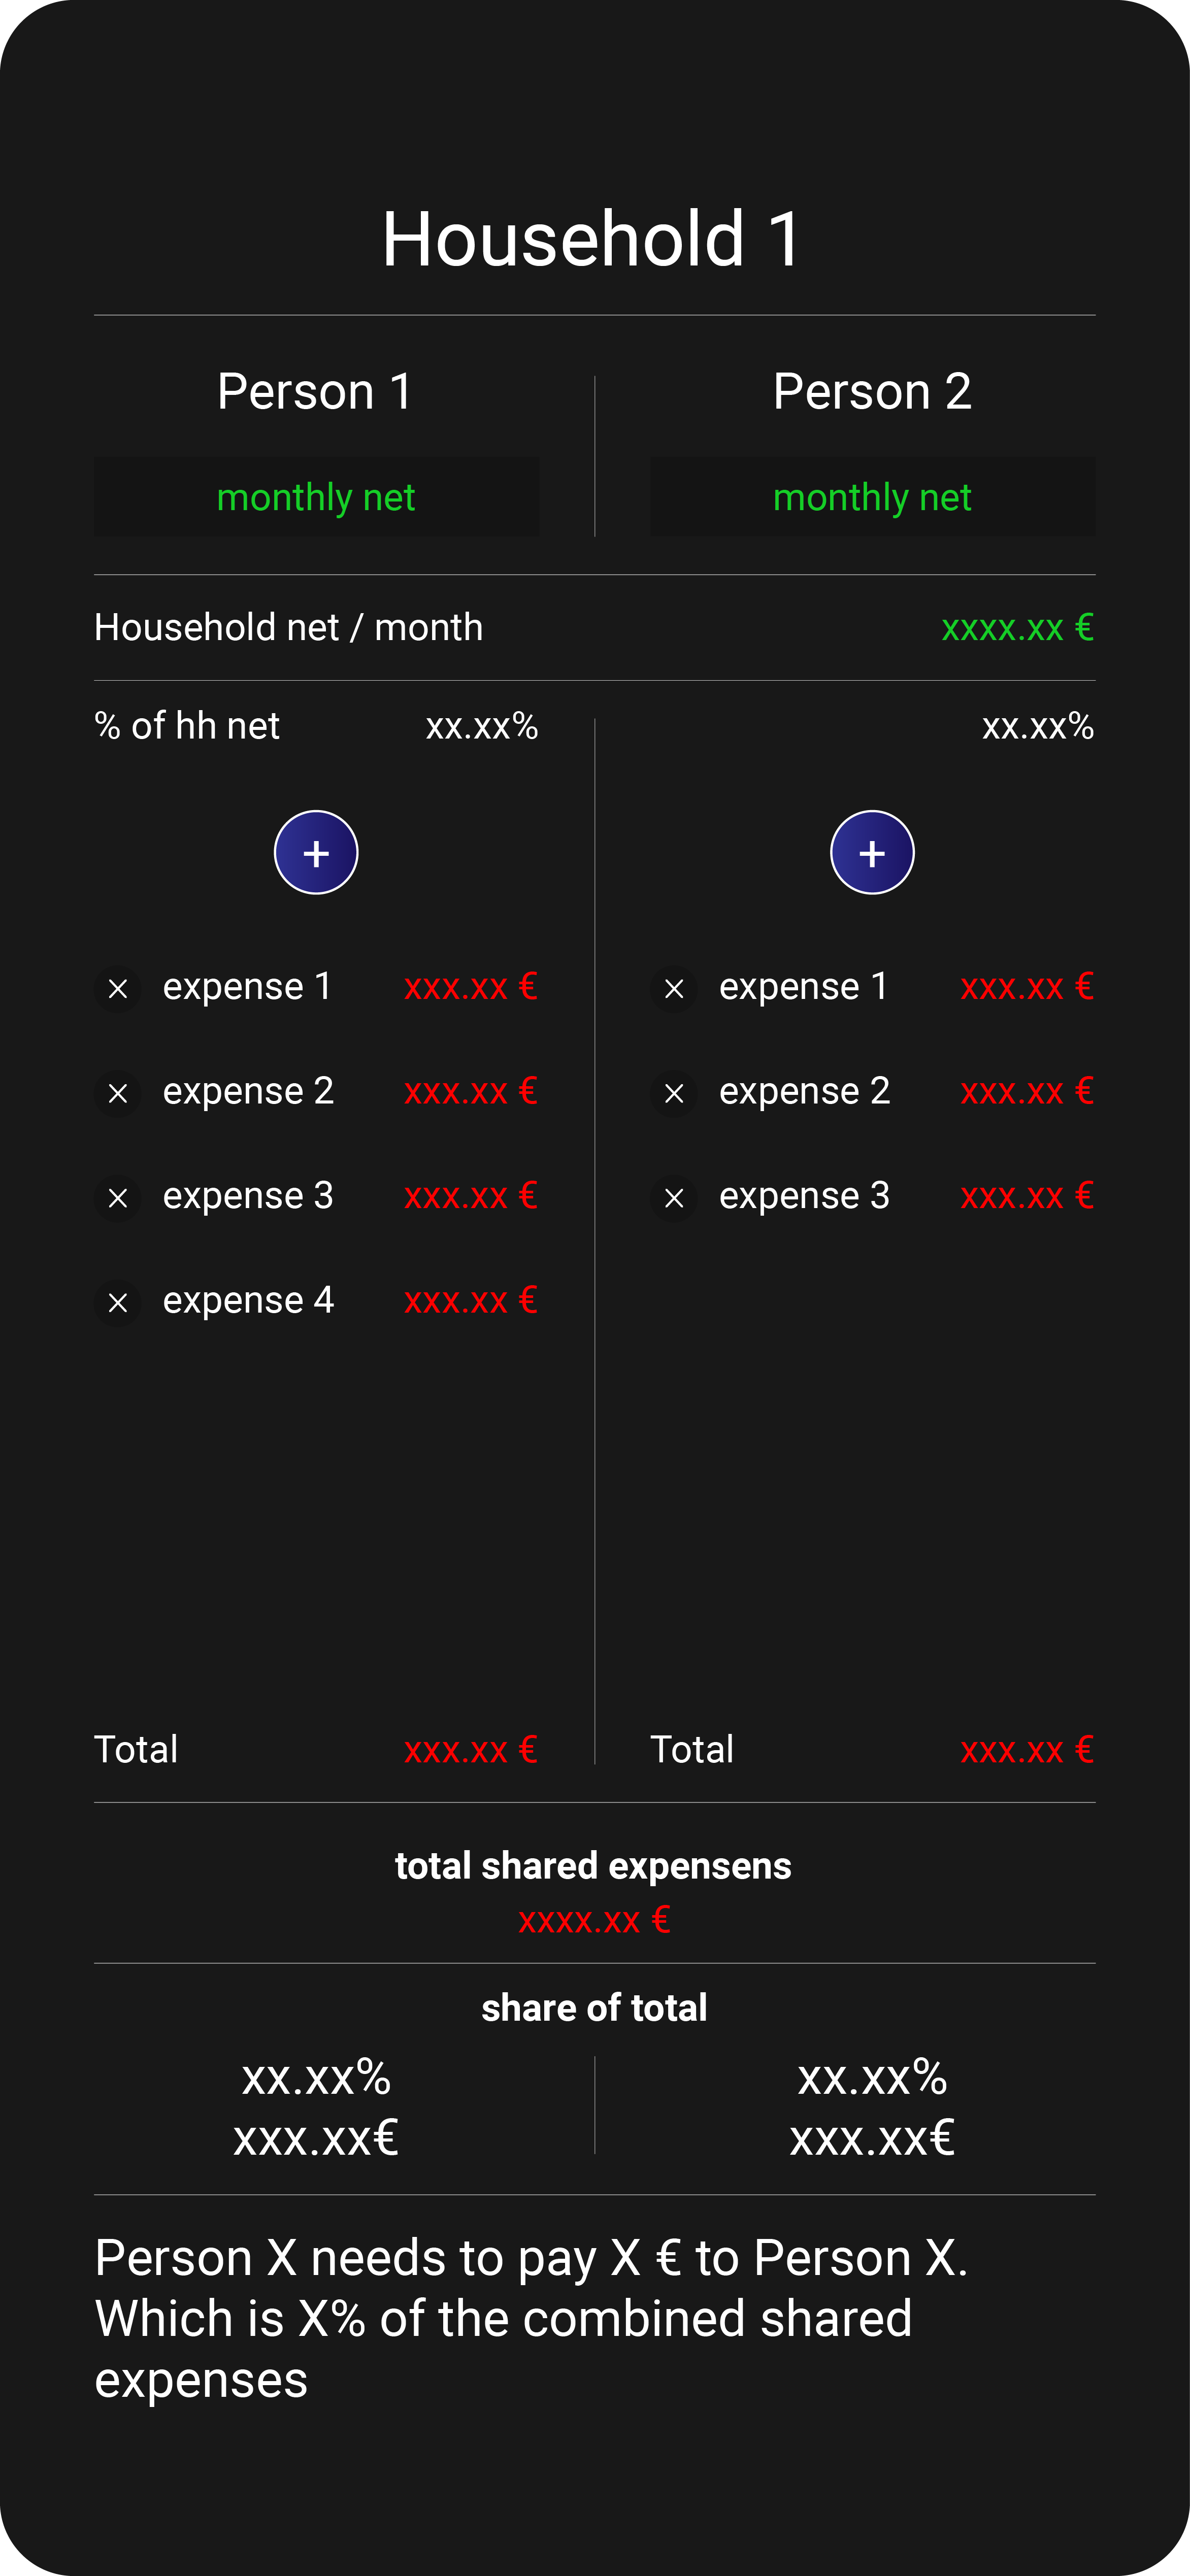 Household 1
Person 1 Person 2
monthly net monthly net
Household net / month xxxx.xx €
% of hh net xx.xx% xx.xx%
+ +
× expense 1 xxx.xx € × expense 1 xxx.xx €
× expense 2 xxx.xx € × expense 2 xxx.xx €
× expense 3 xxx.xx € × expense 3 xxx.xx €
× expense 4 xxx.xx €
Total xxx.xx € Total xxx.xx €
total shared expensens
xxxx.xx €
share of total
xx.xx% xx.xx%
xxx.xx€ xxx.xx€
Person X needs to pay X € to Person X.
Which is X% of the combined shared
expenses